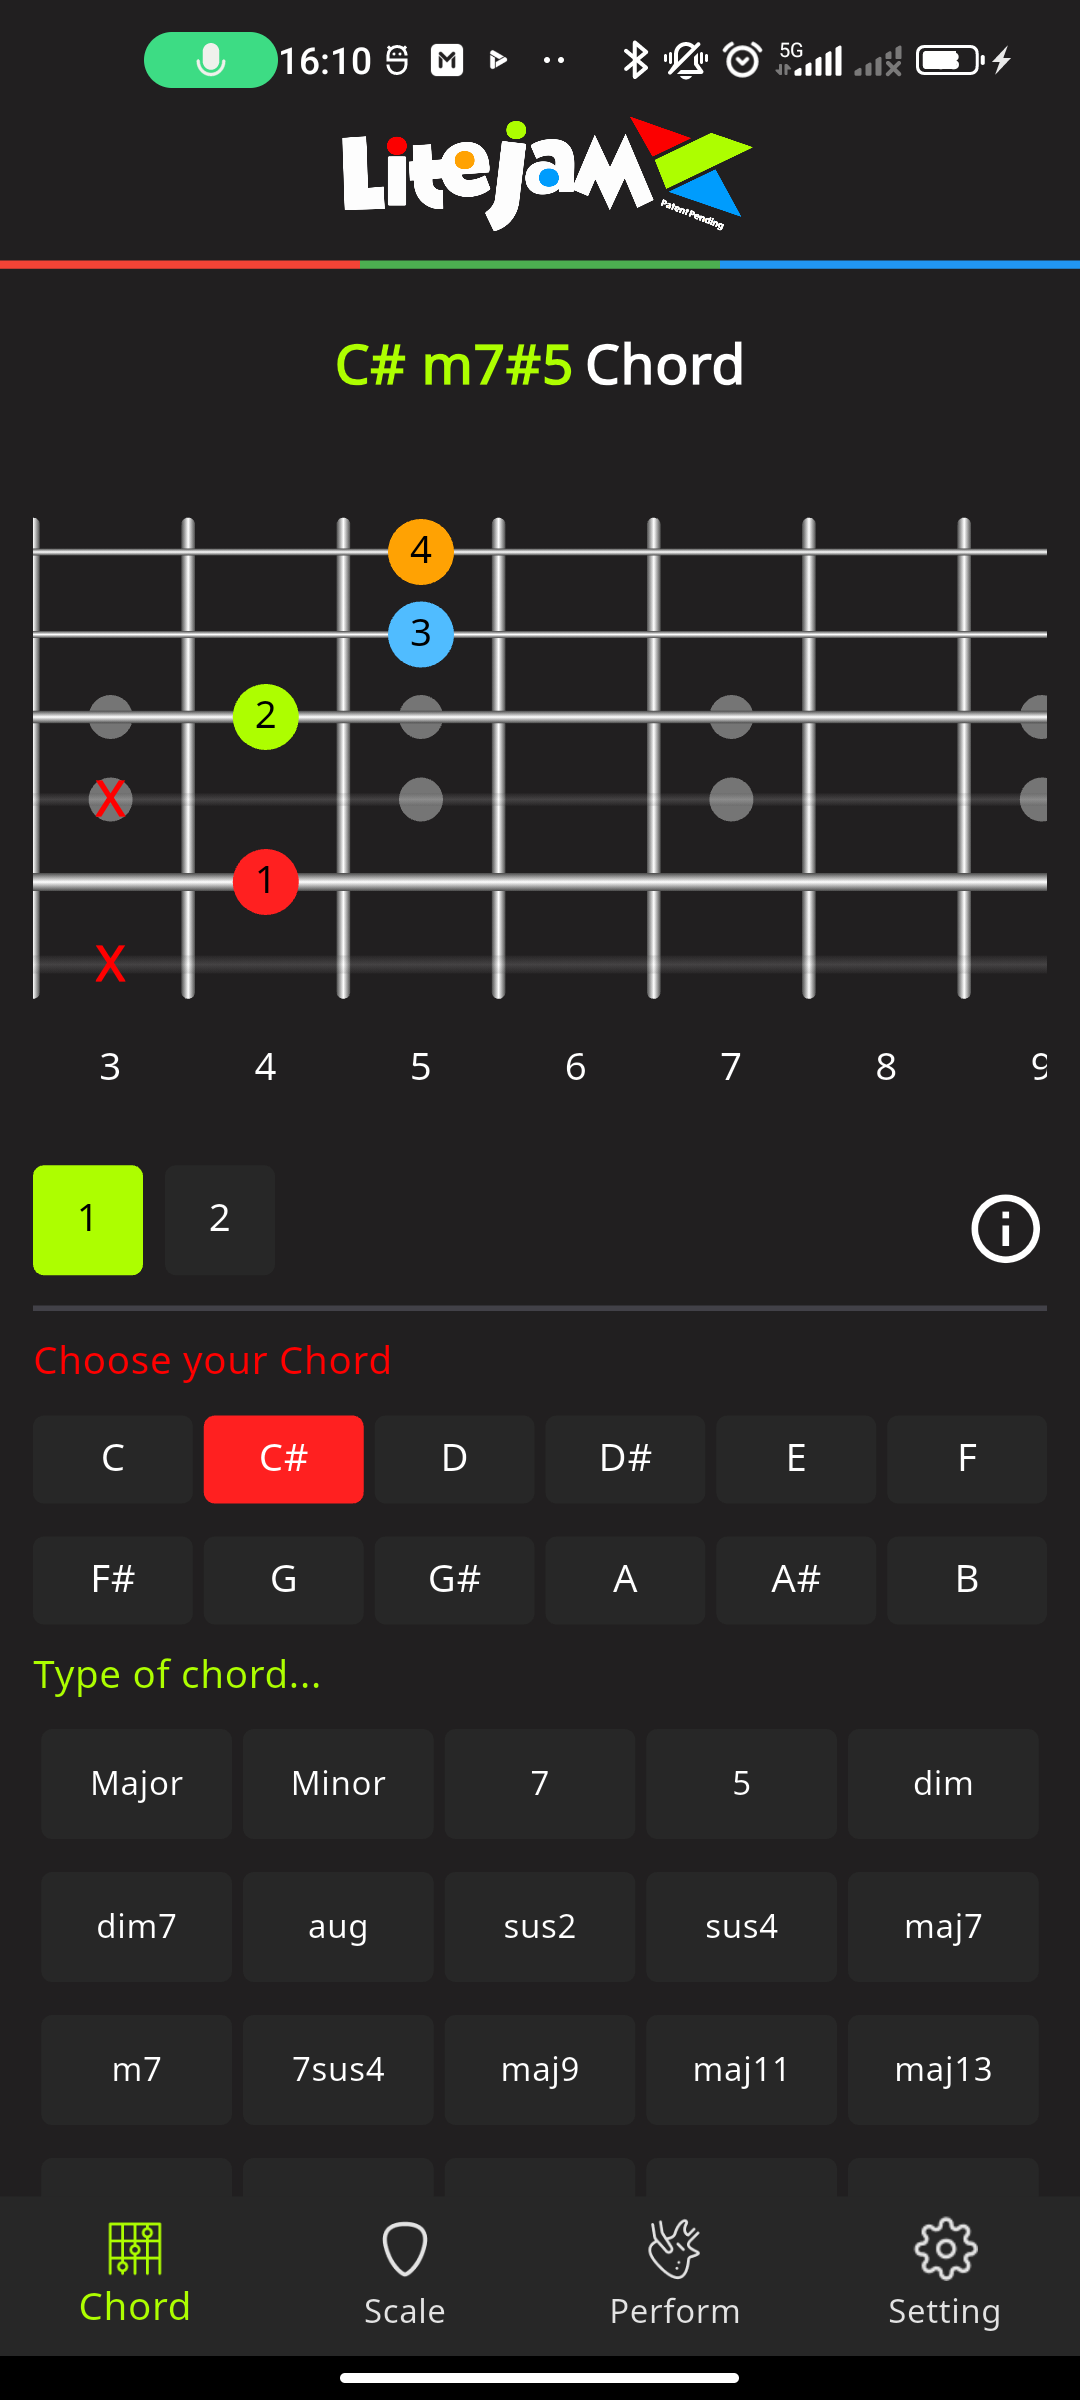 16:10
5G
Litejam
Patent Pending
C# m7#5 Chord
4
3
2
X
1
X
3 4 5 6 7 8 9
1 2
Choose your Chord
C C# D D# E F
F# G G# A A# B
Type of chord...
Major Minor 7 5 dim
dim7 aug sus2 sus4 maj7
m7 7sus4 maj9 maj11 maj13
Chord Scale Perform Setting